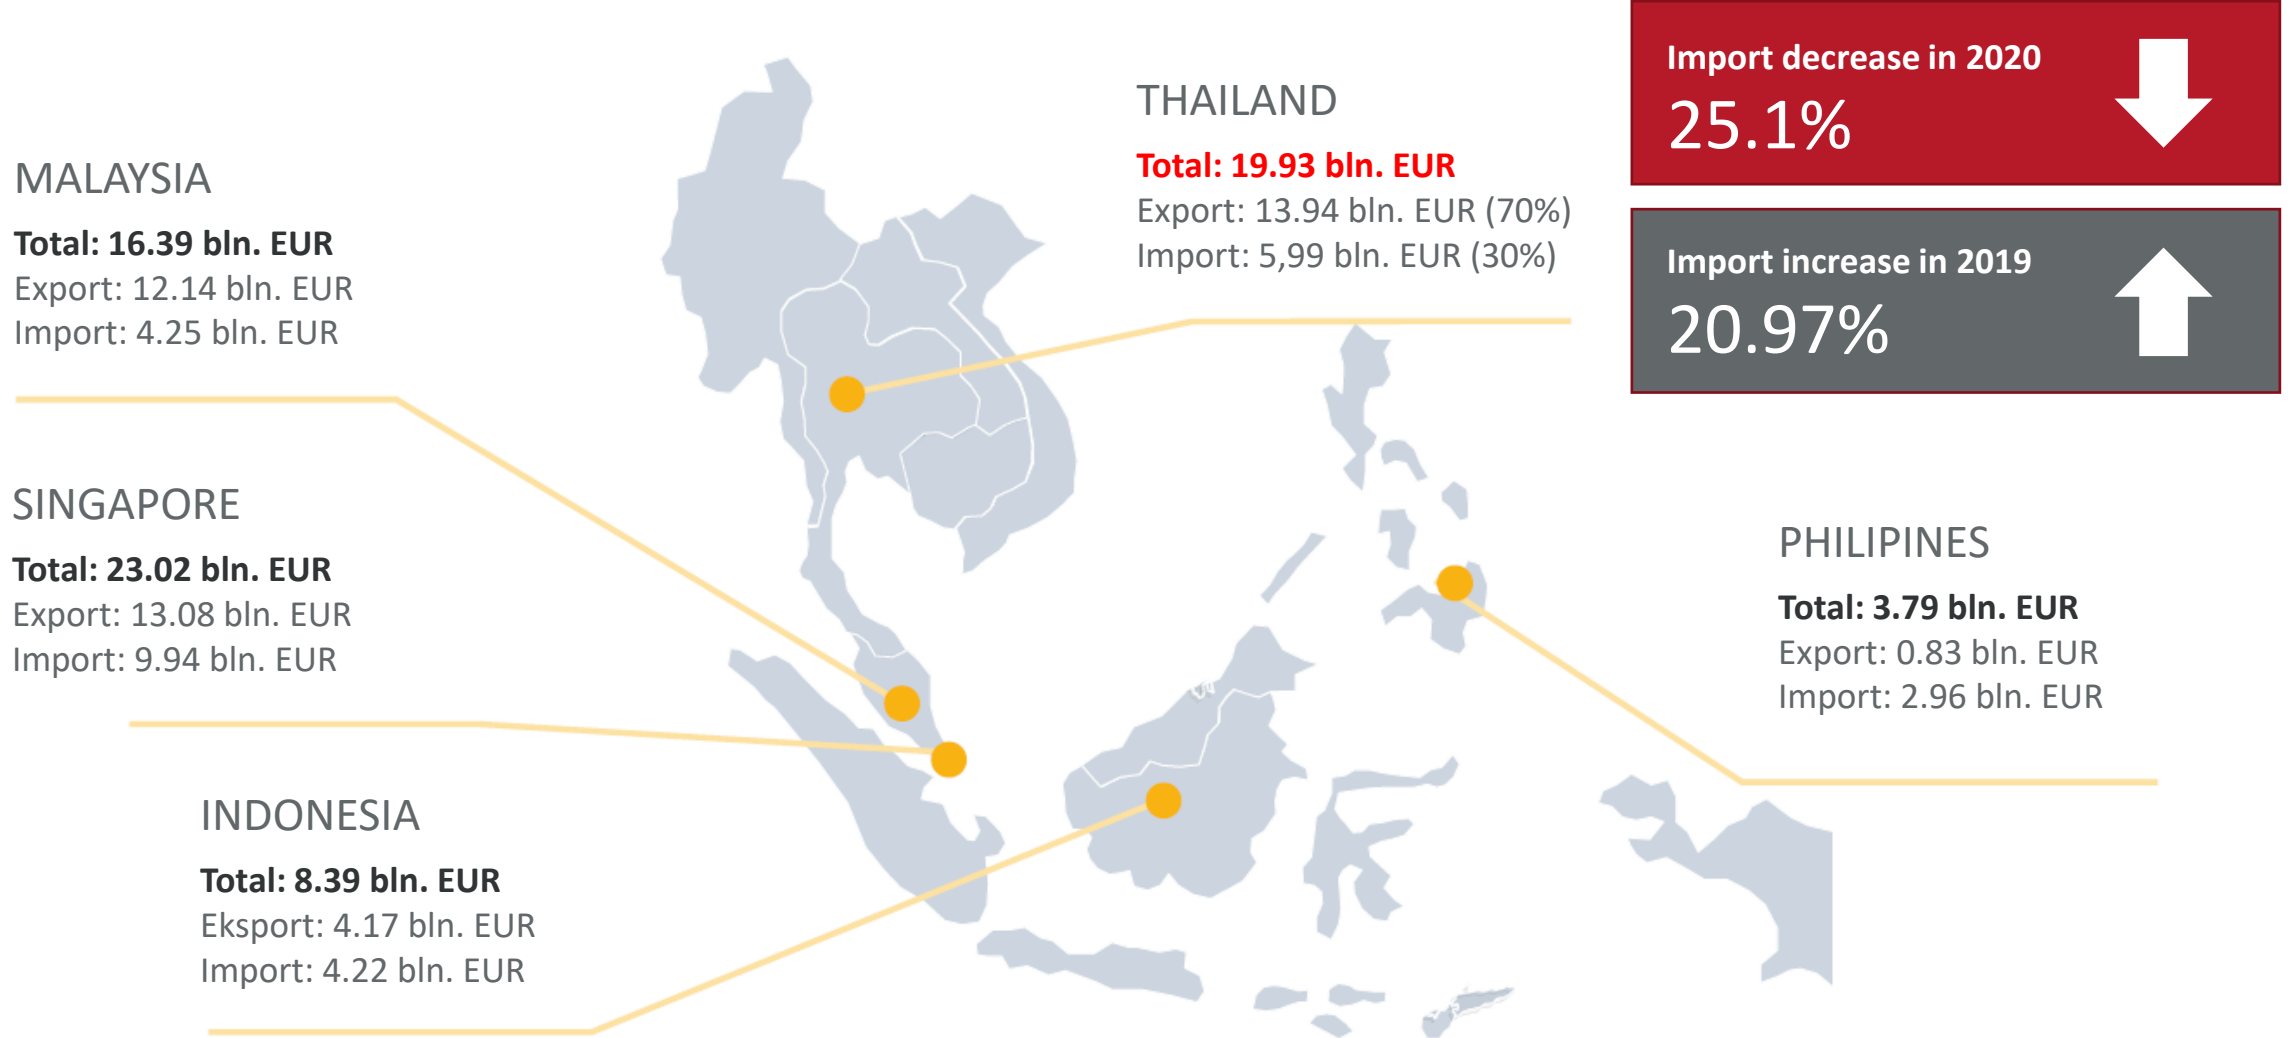 MALAYSIA
Total: 16.39 bln. EUR
Export: 12.14 bln. EUR
Import: 4.25 bln. EUR
SINGAPORE
Total: 23.02 bln. EUR
Export: 13.08 bln. EUR
Import: 9.94 bln. EUR
INDONESIA
Total: 8.39 bln. EUR
Eksport: 4.17 bln. EUR
Import: 4.22 bln. EUR
THAILAND
Total: 19.93 bln. EUR
Export: 13.94 bln. EUR (70%)
Import: 5,99 bln. EUR (30%)
Import decrease in 2020
25.1%
Import increase in 2019
20.97%
PHILIPINES
Total: 3.79 bln. EUR
Export: 0.83 bln. EUR
Import: 2.96 bln. EUR